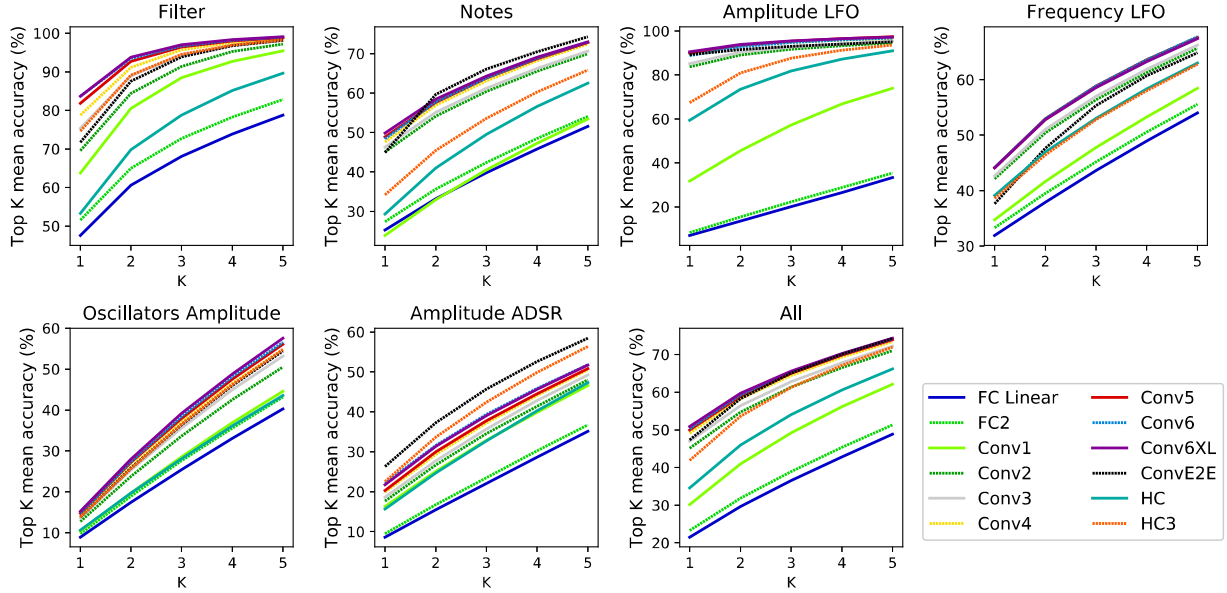 Filter
Top K mean accuracy (%)
100
90
80
70
60
50
1 2 3 4 5
K
Notes
Top K mean accuracy (%)
70
60
50
40
30
1 2 3 4 5
K
Amplitude LFO
Top K mean accuracy (%)
100
80
60
40
20
1 2 3 4 5
K
Frequency LFO
Top K mean accuracy (%)
60
50
40
30
1 2 3 4 5
K
Oscillators Amplitude
Top K mean accuracy (%)
60
50
40
30
20
10
1 2 3 4 5
K
Amplitude ADSR
Top K mean accuracy (%)
60
50
40
30
20
10
1 2 3 4 5
K
All
Top K mean accuracy (%)
70
60
50
40
30
20
1 2 3 4 5
K
FC Linear
FC2
Conv1
Conv2
Conv3
Conv4
Conv5
Conv6
Conv6XL
ConvE2E
HC
HC3